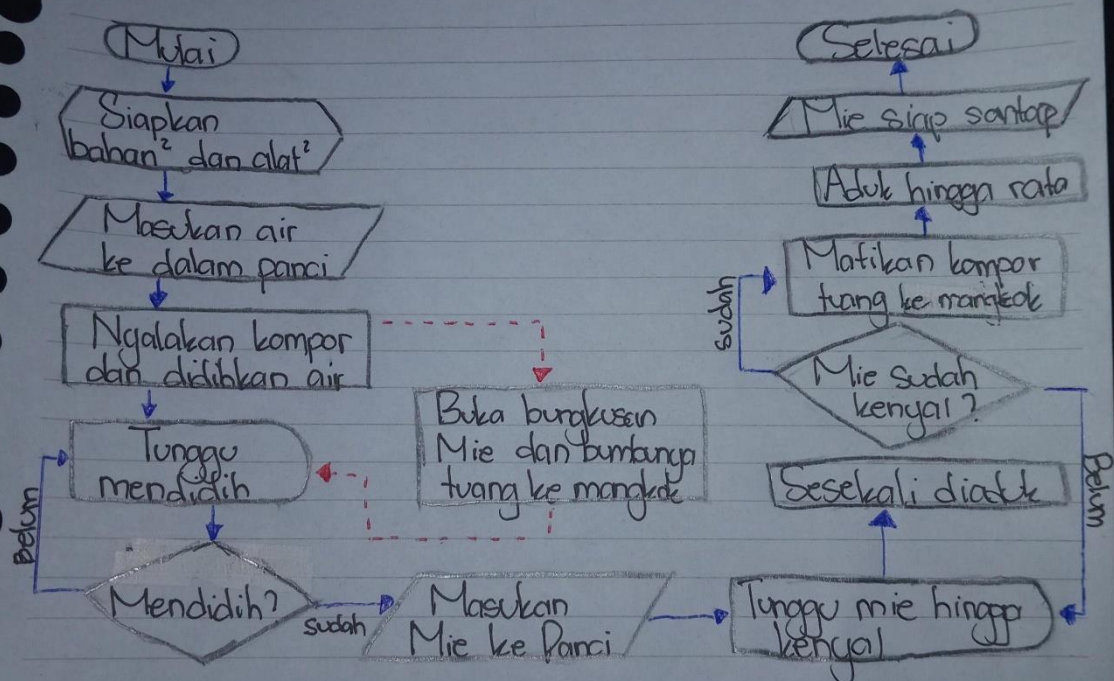 Mulai
Siapkan
bahan² dan alat²
Masukan air
ke dalam panci
Nyalakan kompor
dan didihkan air
Tunggu
mendidih
Belum
Mendidih?
sudah
Buka bungkusan
Mie dan bumbunya
tuang ke mangkok
Masukan
Mie ke Panci
Tunggu mie hingga
kenyal
Sesekali diaduk
Mie sudah
kenyal?
Belum
sudah
Matikan kompor
tuang ke mangkok
Aduk hingga rata
Mie siap santap
Selesai